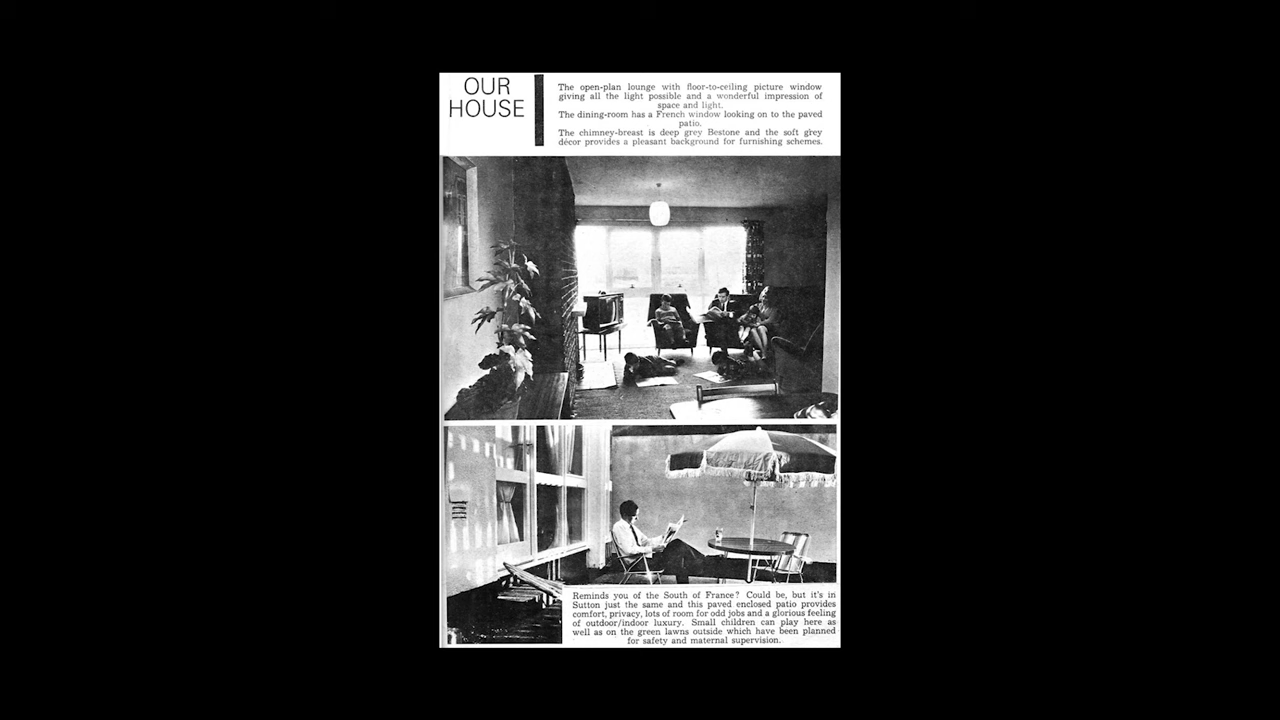 OUR
HOUSE
The open-plan lounge with floor-to-ceiling picture window
giving all the light possible and a wonderful impression of
space and light.
The dining-room has a French window looking on to the paved
patio.
The chimney-breast is deep grey Bestone and the soft grey
décor provides a pleasant background for furnishing schemes.
Reminds you of the South of France? Could be, but it's in
Sutton just the same and this paved enclosed patio provides
comfort, privacy, lots of room for odd jobs and a glorious feeling
of outdoor/indoor luxury. Small children can play here as
well as on the green lawns outside which have been planned
for safety and maternal supervision.